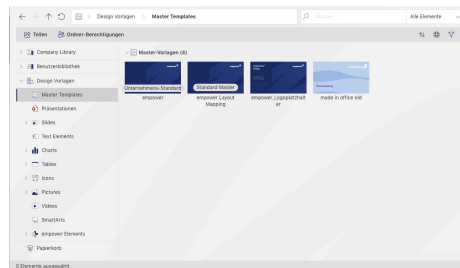 Design Vorlagen > Master Templates
Suchen...
Alle Elemente
Teilen Ordner-Berechtigungen
Company Library
Benutzerbibliothek
Design Vorlagen
Master Templates
Präsentationen
Slides
Text Elements
Charts
Tables
Icons
Pictures
Videos
SmartArts
empower Elements
Papierkorb
Master-Vorlagen (4)
Unternehmens-Standard
Standard Master
empower
empower Layout
Mapping
empower_Logoplatzhalt
er
made in office old
0 Elemente ausgewählt